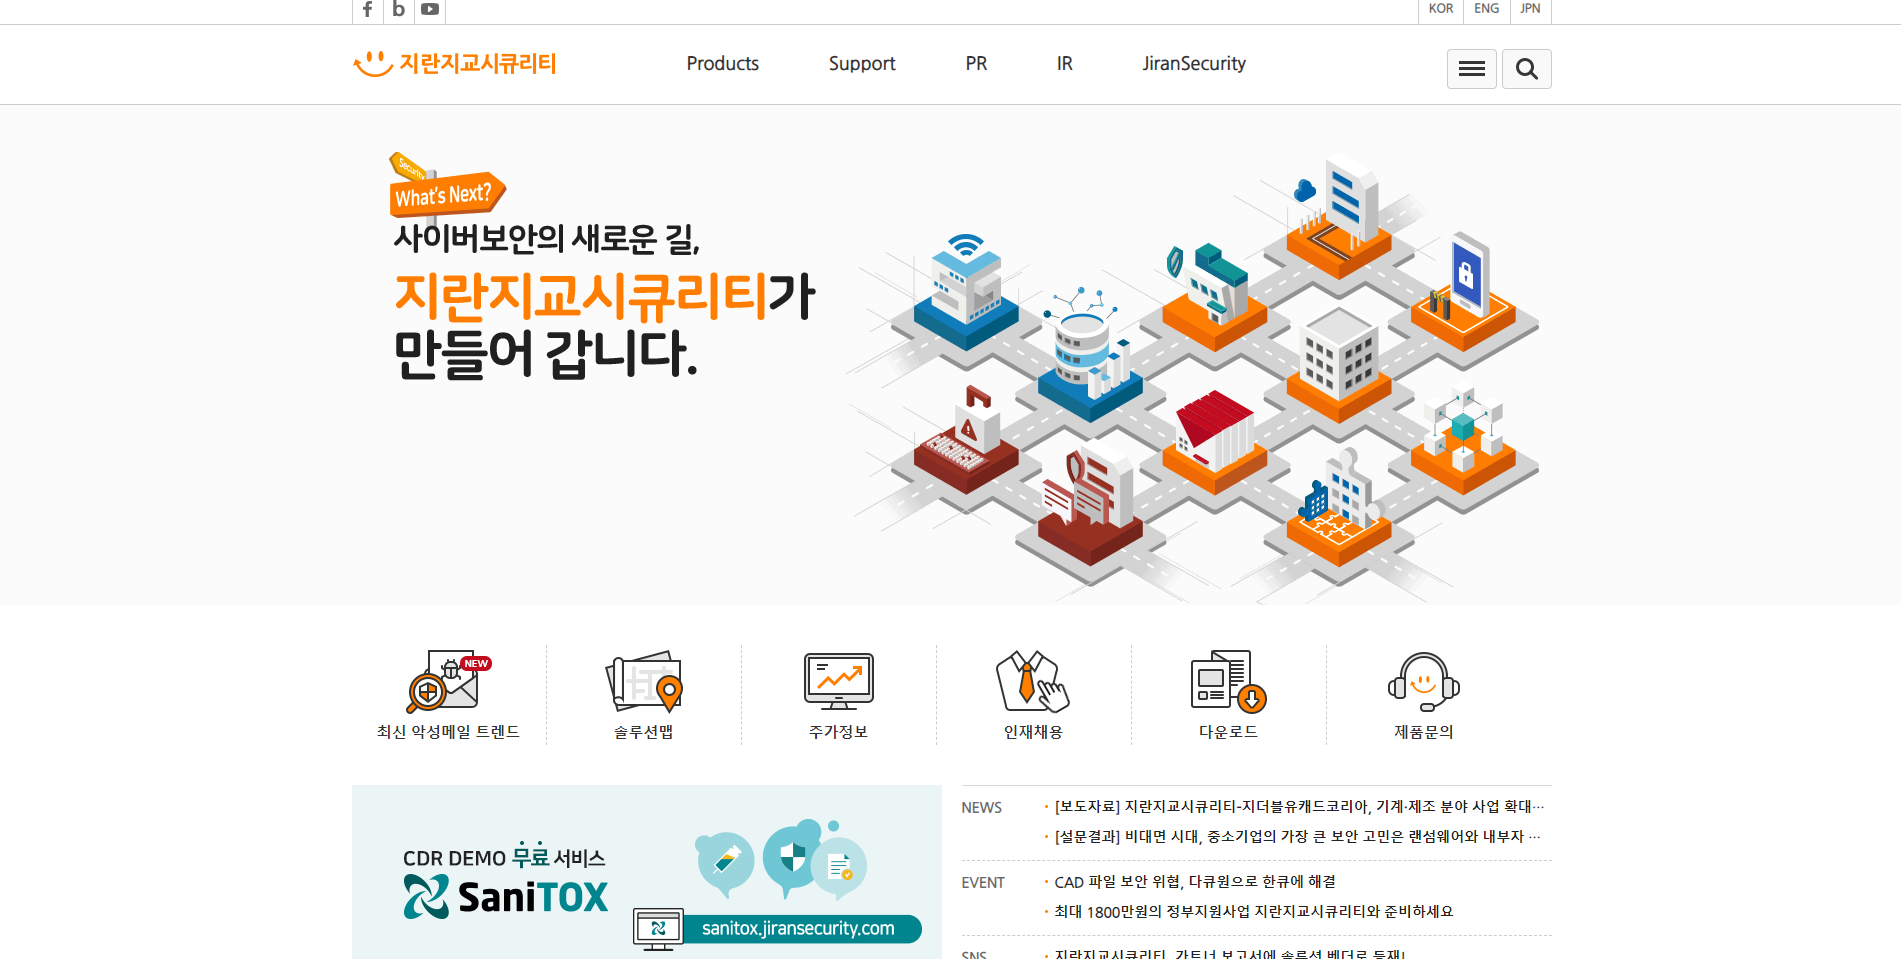 KOR ENG JPN
지란지교시큐리티
Products Support PR IR JiranSecurity
Security
What's Next?
사이버보안의 새로운 길,
지란지교시큐리티가
만들어 갑니다.
NEW
최신 악성메일 트렌드
솔루션맵
주가정보
인재채용
다운로드
제품문의
CDR DEMO 무료 서비스
SaniTOX
sanitox.jiransecurity.com
NEWS
[보도자료] 지란지교시큐리티-지더블유캐드코리아, 기계·제조 분야 사업 확대…
[설문결과] 비대면 시대, 중소기업의 가장 큰 보안 고민은 랜섬웨어와 내부자 …
EVENT
CAD 파일 보안 위협, 다큐원으로 한큐에 해결
최대 1800만원의 정부지원사업 지란지교시큐리티와 준비하세요
SNS
지란지교시큐리티, 가트너 보고서에 솔루션 벤더로 등재!